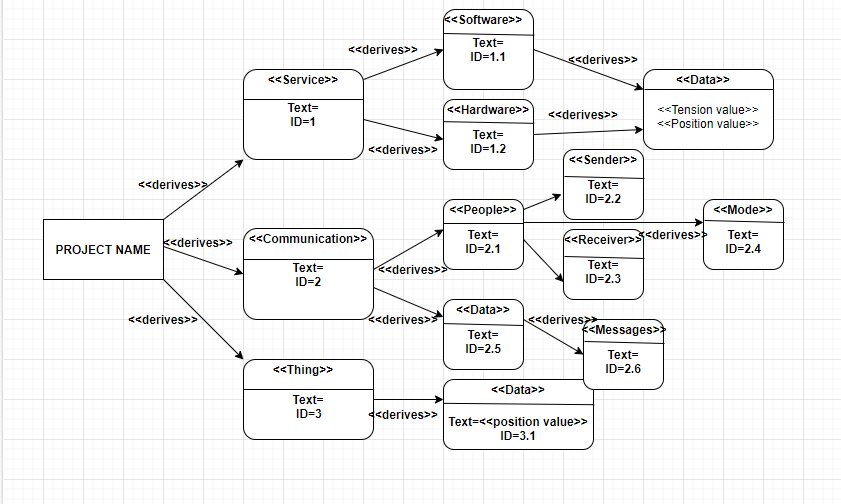 <<Software>>
Text=
ID=1.1
<<derives>>
<<derives>>
<<Service>>
Text=
ID=1
<<Data>>
<<Tension value>>
<<Position value>>
<<Hardware>>
Text=
ID=1.2
<<derives>>
<<derives>>
<<Sender>>
Text=
ID=2.2
<<derives>>
<<People>>
Text=
ID=2.1
<<Mode>>
Text=
ID=2.4
<<derives>>
<<Receiver>>
Text=
ID=2.3
PROJECT NAME
<<derives>>
<<Communication>>
Text=
ID=2
<<derives>>
<<Data>>
Text=
ID=2.5
<<derives>>
<<derives>>
<<derives>>
<<Messages>>
Text=
ID=2.6
<<Thing>>
Text=
ID=3
<<derives>>
<<Data>>
Text=<<position value>>
ID=3.1